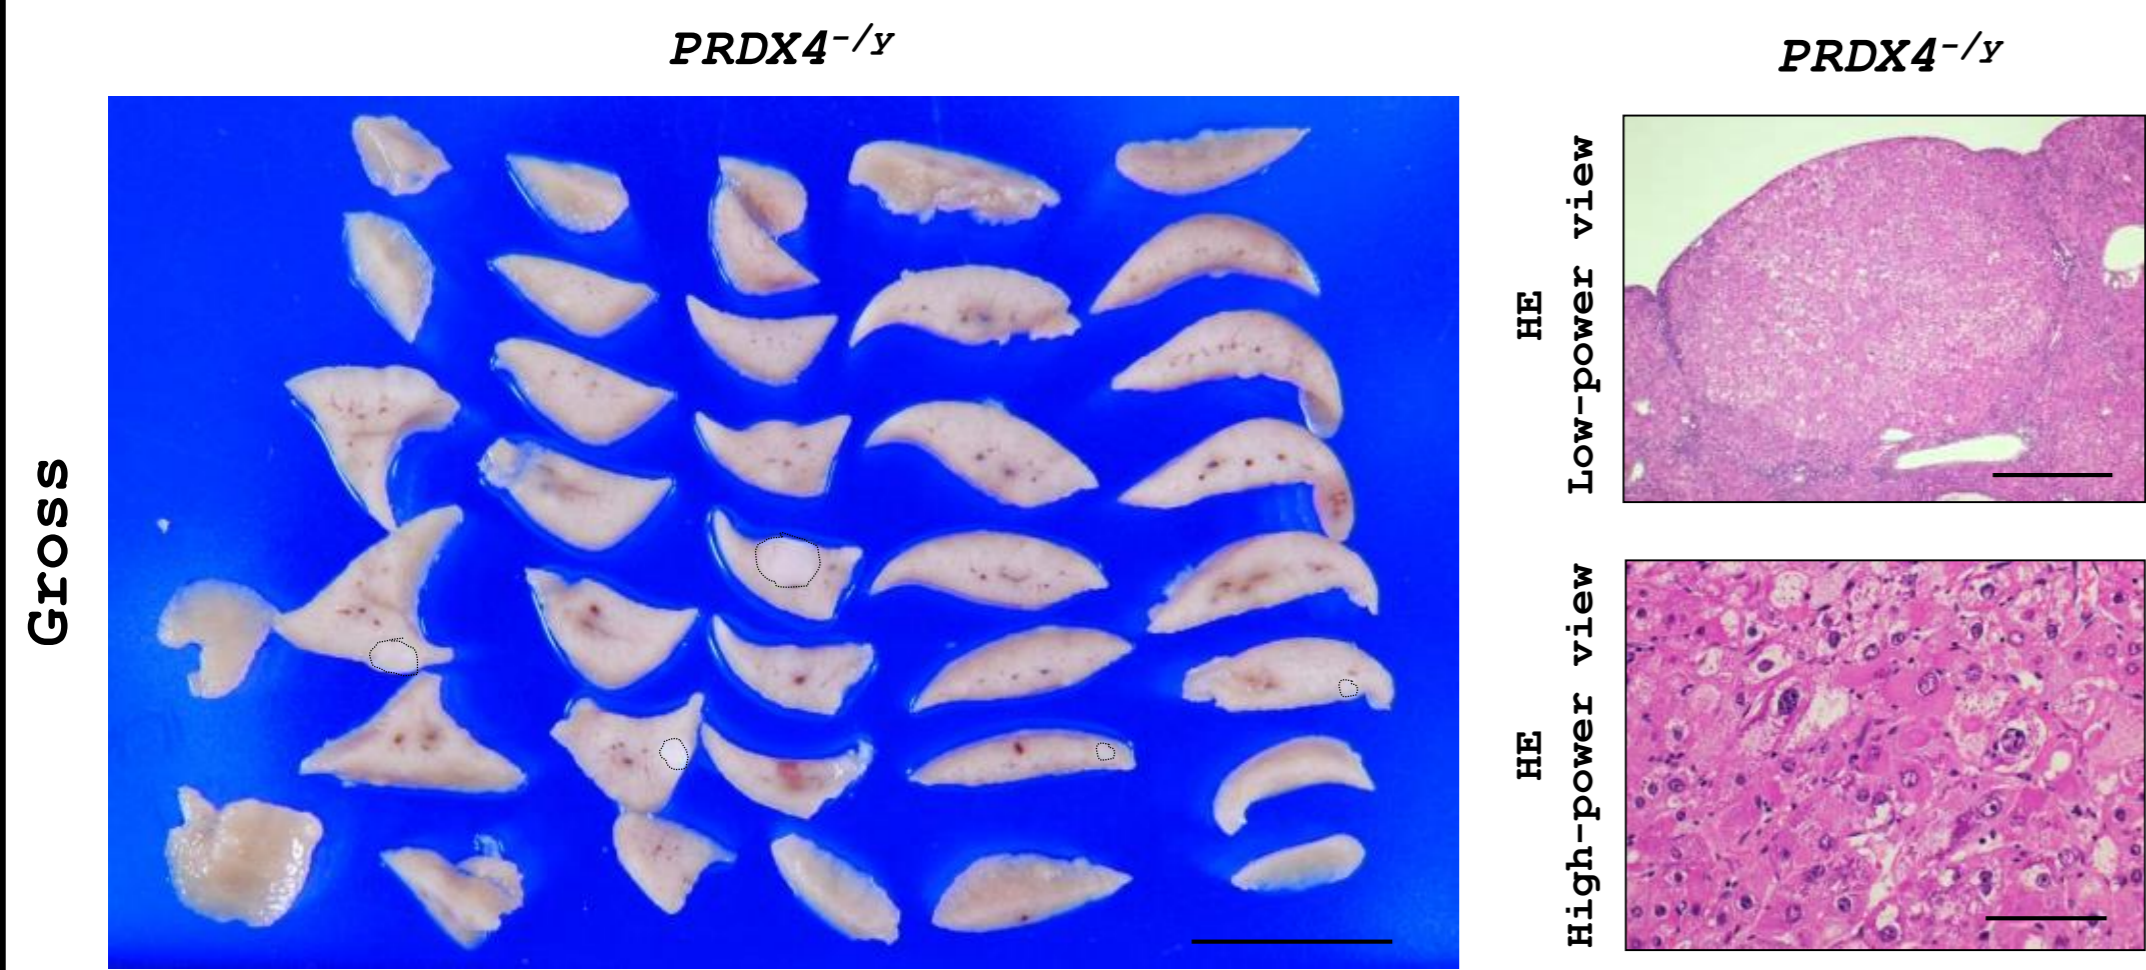 PRDX4-/y
PRDX4-/y
Gross
HE
Low-power view
HE
High-power view